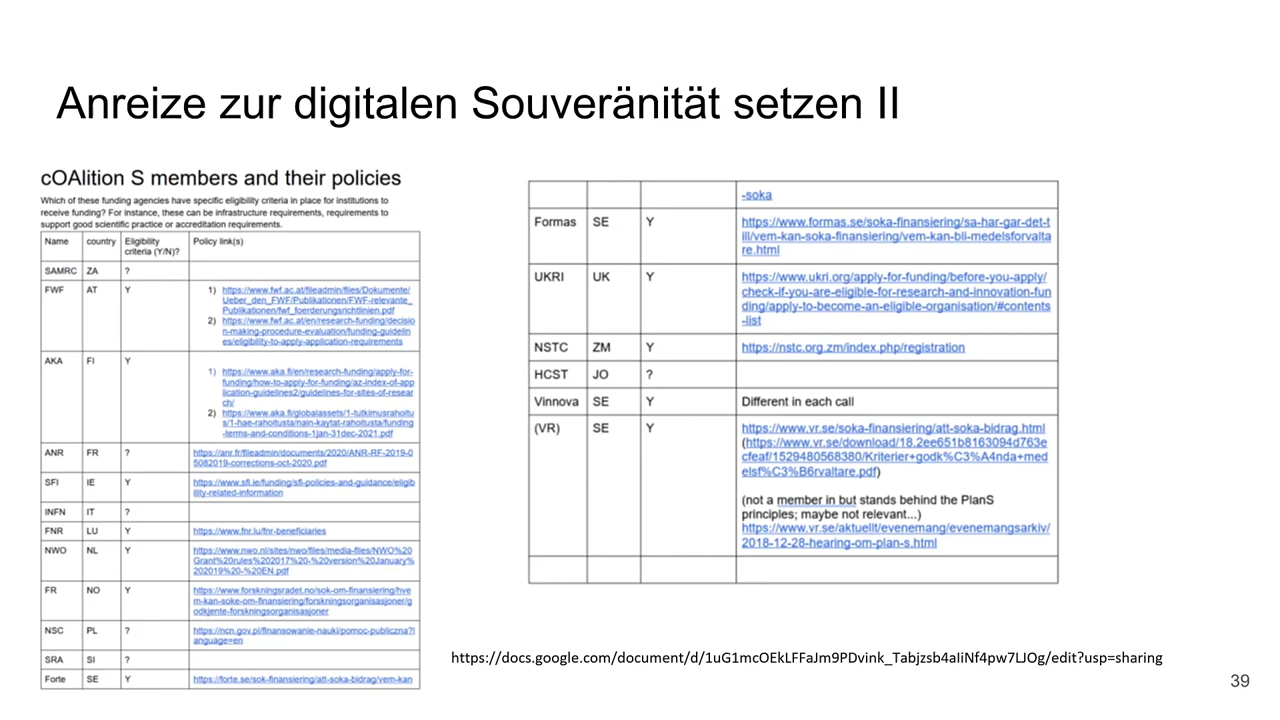 Anreize zur digitalen Souveränität setzen II
cOAlition S members and their policies
Which of these funding agencies have specific eligibility criteria in place for institutions to
receive funding? For instance, these can be infrastructure requirements, requirements to
support good scientific practice or accreditation requirements.
Name country Eligibility Policy link(s)
criteria (Y/N)?
SAMRC ZA ?
FWF AT Y 1) https://www.fwf.ac.at/fileadmin/files/Dokumente/
Ueber_den_FWF/Publikationen/FWF-relevante_
Publikationen/fwf_foerderungsrichtlinien.pdf
2) https://www.fwf.ac.at/en/research-funding/decisio
n-making-procedure-evaluation/funding-guidelin
es/eligibility-to-apply-application-requirements
AKA FI Y
1) https://www.aka.fi/en/research-funding/apply-for-
funding/how-to-apply-for-funding/az-index-of-app
lication-guidelines2/guidelines-for-sites-of-resear
ch/
2) https://www.aka.fi/globalassets/1-tutkimusrahoitu
s/1-hae-rahoitusta/nain-kaytat-rahoitusta/funding
-terms-and-conditions-1jan-31dec-2021.pdf
ANR FR ? https://anr.fr/fileadmin/documents/2020/ANR-RF-2019-0
5082019-corrections-oct-2020.pdf
SFI IE Y https://www.sfi.ie/funding/sfi-policies-and-guidance/eligib
ility-related-information
INFN IT ?
FNR LU Y https://www.fnr.lu/fnr-beneficiaries
NWO NL Y https://www.nwo.nl/sites/nwo/files/media-files/NWO%20
Grant%20rules%202017%20-%20version%20January%
202019%20-%20EN.pdf
FR NO Y https://www.forskningsradet.no/sok-om-finansiering/hve
m-kan-soke-om-finansiering/forskningsorganisasjoner/g
odkjente-forskningsorganisasjoner
NSC PL ? https://ncn.gov.pl/finansowanie-nauki/pomoc-publiczna?l
anguage=en
SRA SI ?
Forte SE Y https://forte.se/sok-finansiering/att-soka-bidrag/vem-kan
-soka
Formas SE Y https://www.formas.se/soka-finansiering/sa-har-gar-det-t
ill/vem-kan-soka-finansiering/vem-kan-bli-medelsforvalta
re.html
UKRI UK Y https://www.ukri.org/apply-for-funding/before-you-apply/
check-if-you-are-eligible-for-research-and-innovation-fun
ding/apply-to-become-an-eligible-organisation/#contents
-list
NSTC ZM Y https://nstc.org.zm/index.php/registration
HCST JO ?
Vinnova SE Y Different in each call
(VR) SE Y https://www.vr.se/soka-finansiering/att-soka-bidrag.html
(https://www.vr.se/download/18.2ee651b8163094d763e
cfeaf/1529480568380/Kriterier+godk%C3%A4nda+med
elsf%C3%B6rvaltare.pdf)
(not a member in but stands behind the PlanS
principles; maybe not relevant...)
https://www.vr.se/aktuellt/evenemang/evenemangsarkiv/
2018-12-28-hearing-om-plan-s.html
https://docs.google.com/document/d/1uG1mcOEkLFFaJm9PDvink_Tabjzsb4aIiNf4pw7LJOg/edit?usp=sharing
39